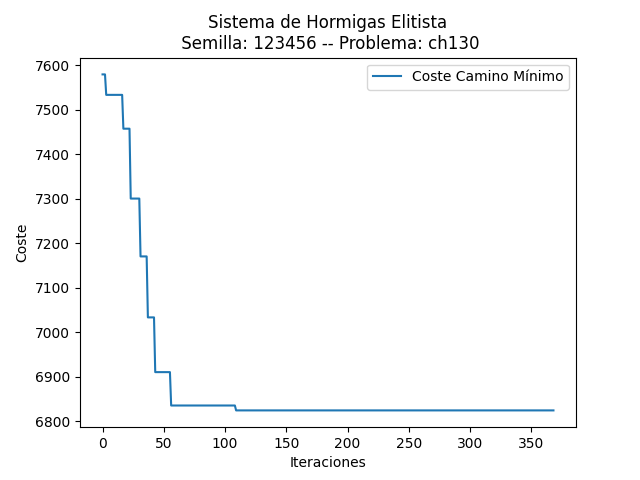 Sistema de Hormigas Elitista
Semilla: 123456 -- Problema: ch130
Coste Camino Mínimo
7600
7500
7400
7300
7200
7100
7000
6900
6800
Coste
0 50 100 150 200 250 300 350
Iteraciones